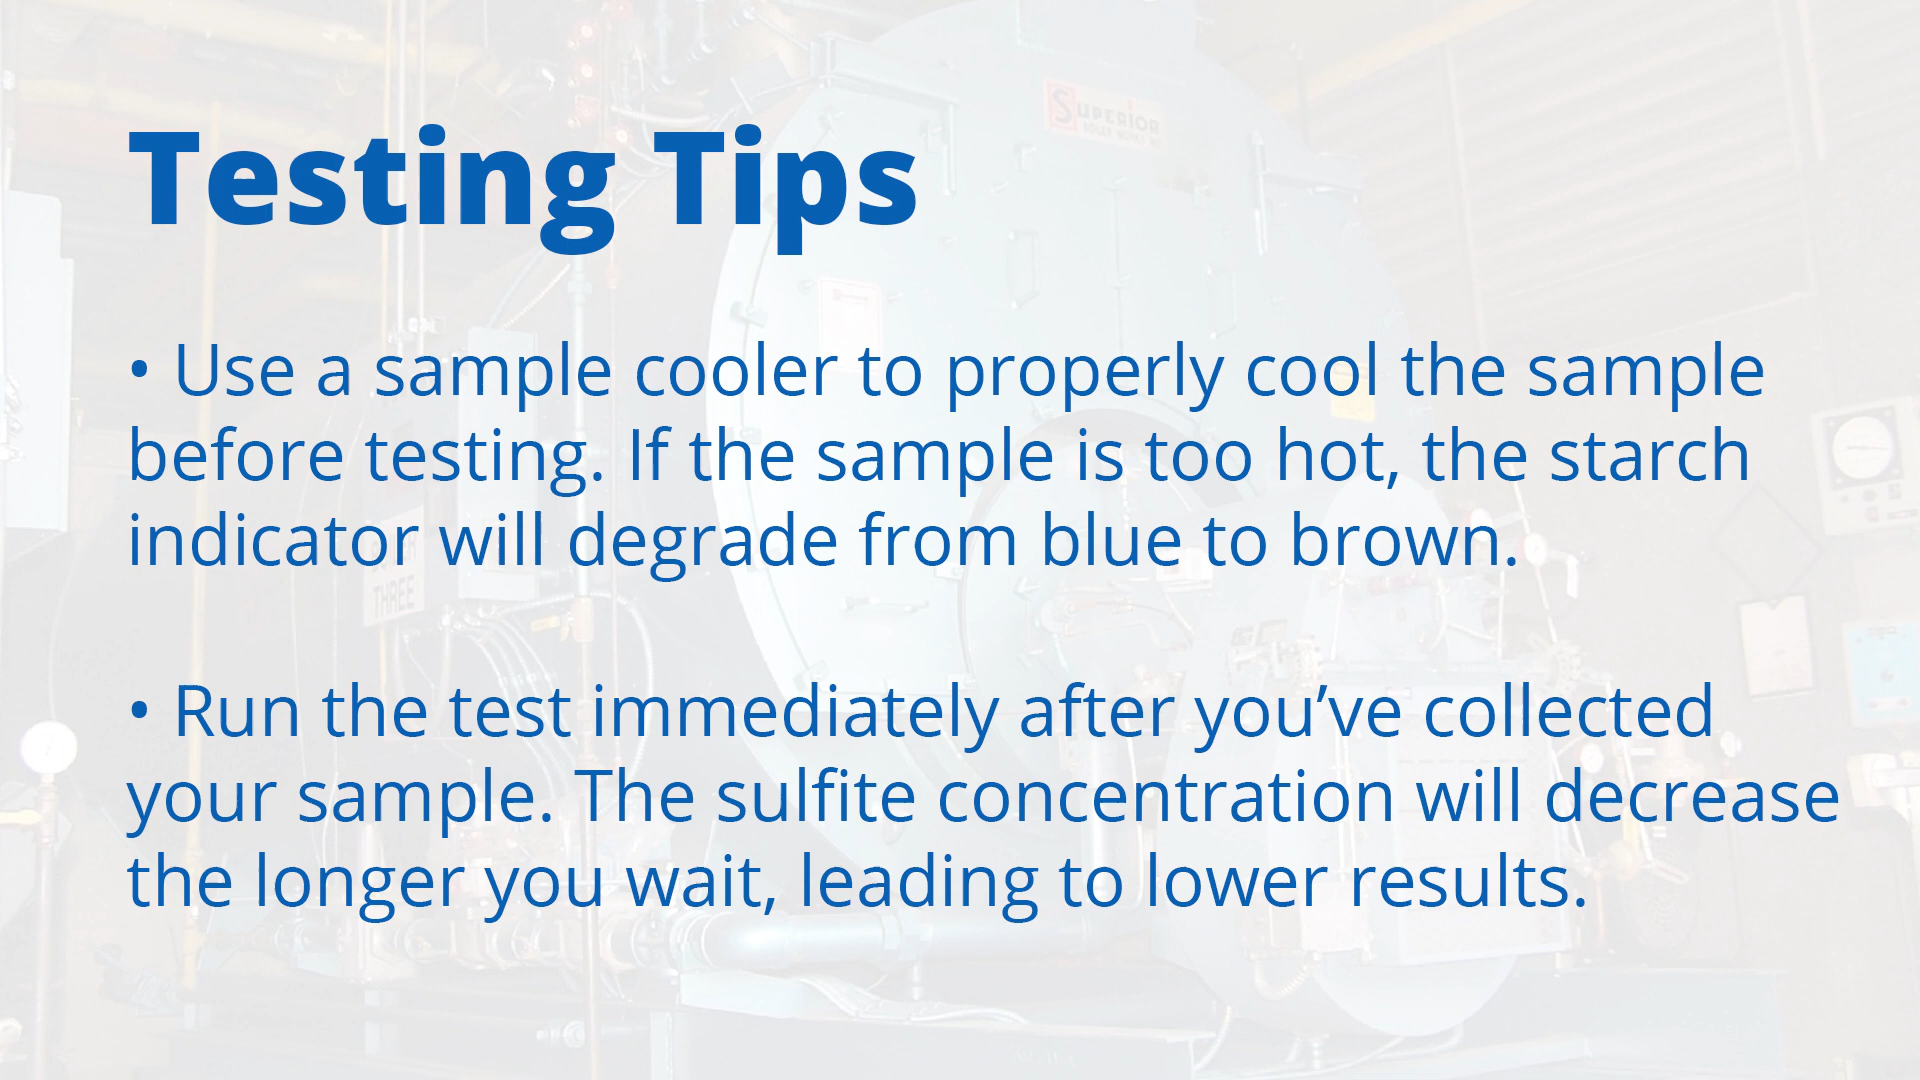 Testing Tips
• Use a sample cooler to properly cool the sample
before testing. If the sample is too hot, the starch
indicator will degrade from blue to brown.
• Run the test immediately after you’ve collected
your sample. The sulfite concentration will decrease
the longer you wait, leading to lower results.
SUPERIOR
THREE